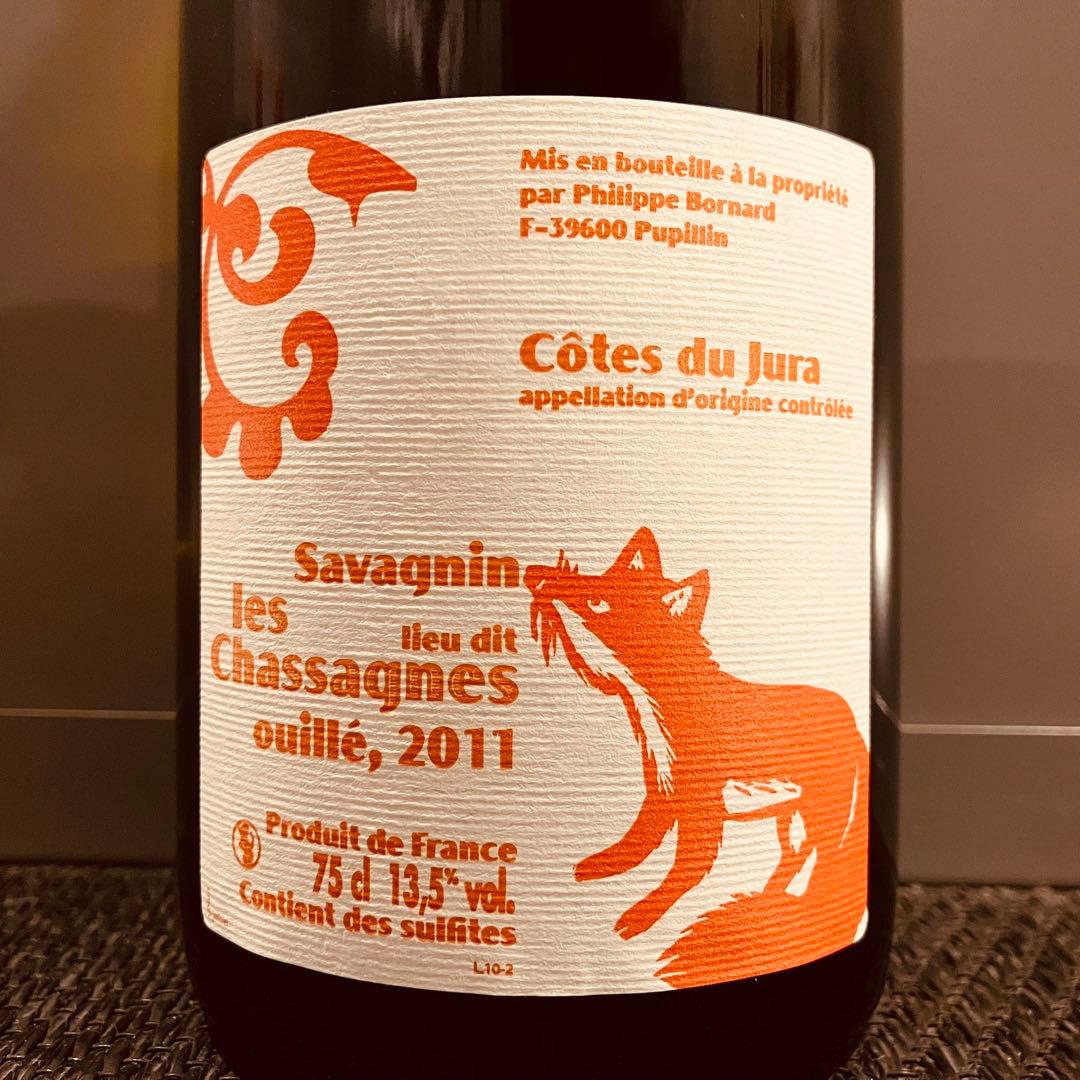 Mis en bouteille à la propriété
par Philippe Bornard
F-39600 Pupillin
Côtes du Jura
appellation d'origine contrôlée
Savagnin
les
lieu dit
Chassagnes
ouillé, 2011
Produit de France
75 cl 13,5% vol.
Contient des sulfites
L10-2